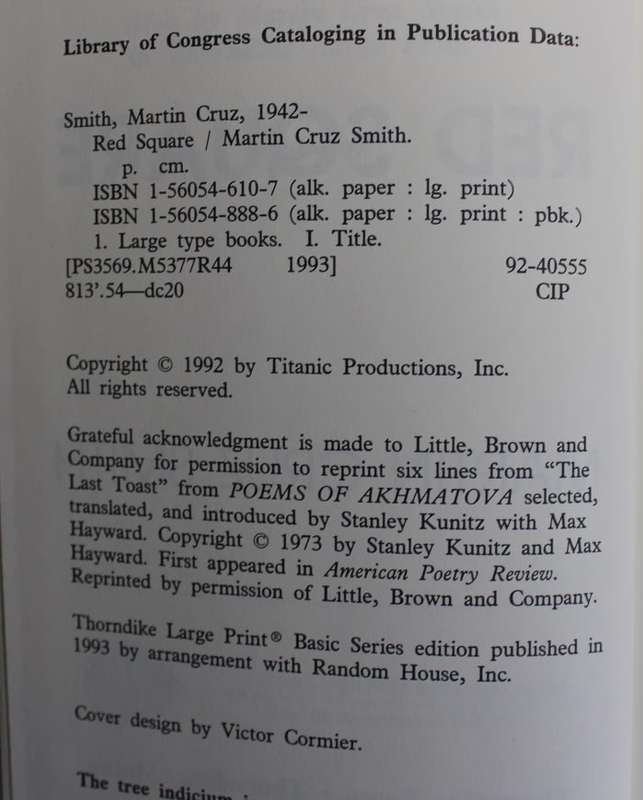 Library of Congress Cataloging in Publication Data:
Smith, Martin Cruz, 1942-
Red Square / Martin Cruz Smith.
p. cm.
ISBN 1-56054-610-7 (alk. paper : lg. print)
ISBN 1-56054-888-6 (alk. paper : lg. print : pbk.)
1. Large type books. I. Title.
[PS3569.M5377R44 1993] 92-40555
813'.54—dc20 CIP
Copyright © 1992 by Titanic Productions, Inc.
All rights reserved.
Grateful acknowledgment is made to Little, Brown and
Company for permission to reprint six lines from “The
Last Toast” from POEMS OF AKHMATOVA selected,
translated, and introduced by Stanley Kunitz with Max
Hayward. Copyright © 1973 by Stanley Kunitz and Max
Hayward. First appeared in American Poetry Review.
Reprinted by permission of Little, Brown and Company.
Thorndike Large Print® Basic Series edition published in
1993 by arrangement with Random House, Inc.
Cover design by Victor Cormier.
The tree indicium